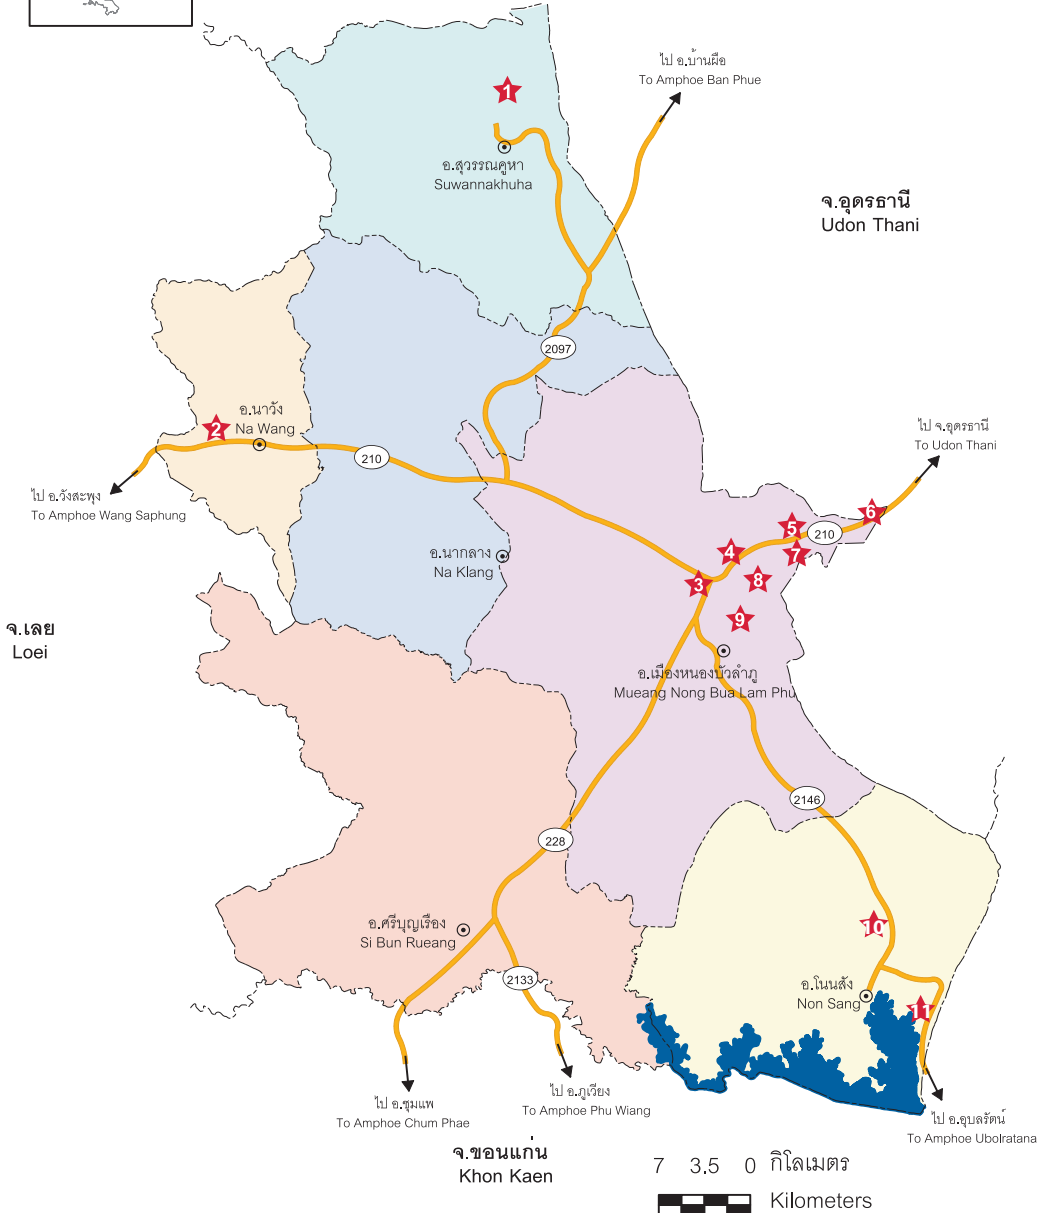 ไป อ.บ้านผือ
To Amphoe Ban Phue
1
อ.สุวรรณคูหา
Suwannakhuha
จ.อุดรธานี
Udon Thani
2097
อ.นาวัง
2
Na Wang
ไป จ.อุดรธานี
To Udon Thani
210
ไป อ.วังสะพุง
To Amphoe Wang Saphung
6
5
210
4
7
อ.นากลาง
Na Klang
3
8
9
จ.เลย
Loei
อ.เมืองหนองบัวลำภู
Mueang Nong Bua Lam Phu
2146
228
อ.ศรีบุญเรือง
Si Bun Rueang
10
2133
อ.โนนสัง
Non Sang
11
ไป อ.ภูเวียง
To Amphoe Phu Wiang
ไป อ.ชุมแพ
To Amphoe Chum Phae
ไป อ.อุบลรัตน์
To Amphoe Ubolratana
จ.ขอนแก่น
Khon Kaen
7 3.5 0 กิโลเมตร
Kilometers